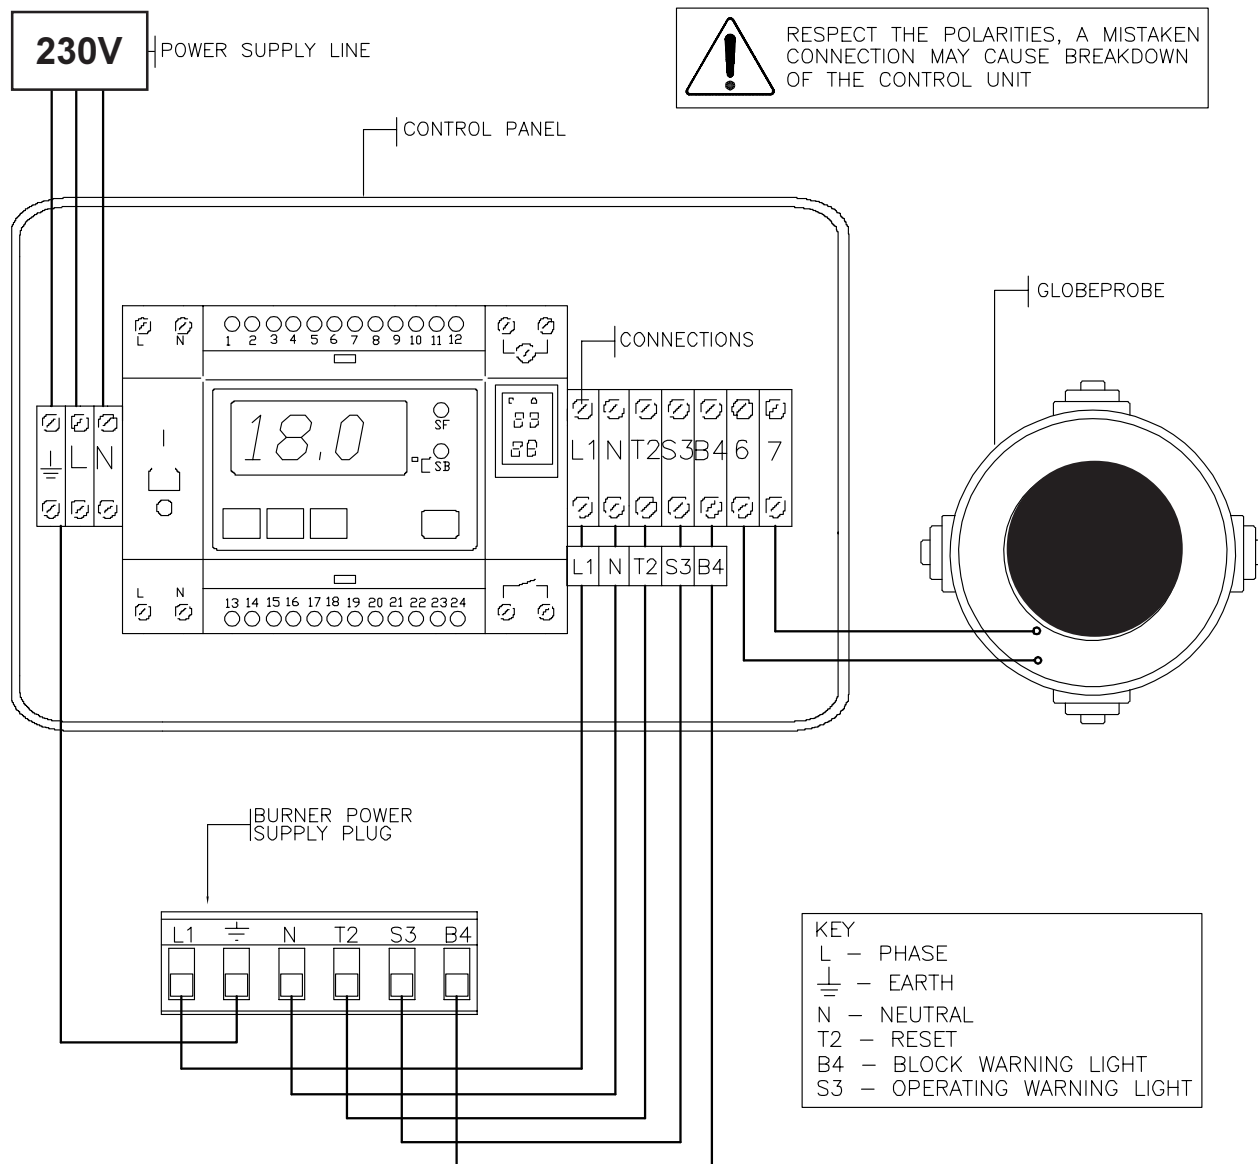 230V
POWER SUPPLY LINE
RESPECT THE POLARITIES, A MISTAKEN
CONNECTION MAY CAUSE BREAKDOWN
OF THE CONTROL UNIT
CONTROL PANEL
GLOBEPROBE
L N
1 2 3 4 5 6 7 8 9 10 11 12
CONNECTIONS
18.0
SF
SB
L N
L1 N T2 S3 B4 6 7
L1 N T2 S3 B4
L N
13 14 15 16 17 18 19 20 21 22 23 24
BURNER POWER
SUPPLY PLUG
L1 N T2 S3 B4
KEY
L – PHASE
⏚ – EARTH
N – NEUTRAL
T2 – RESET
B4 – BLOCK WARNING LIGHT
S3 – OPERATING WARNING LIGHT